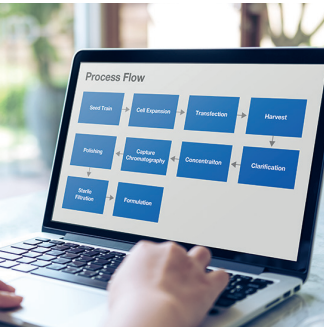 Process Flow
Seed Train
Cell Expansion
Transfection
Harvest
Polishing
Capture
Chromatography
Concentraiton
Clarification
Sterile
Filtration
Formulation